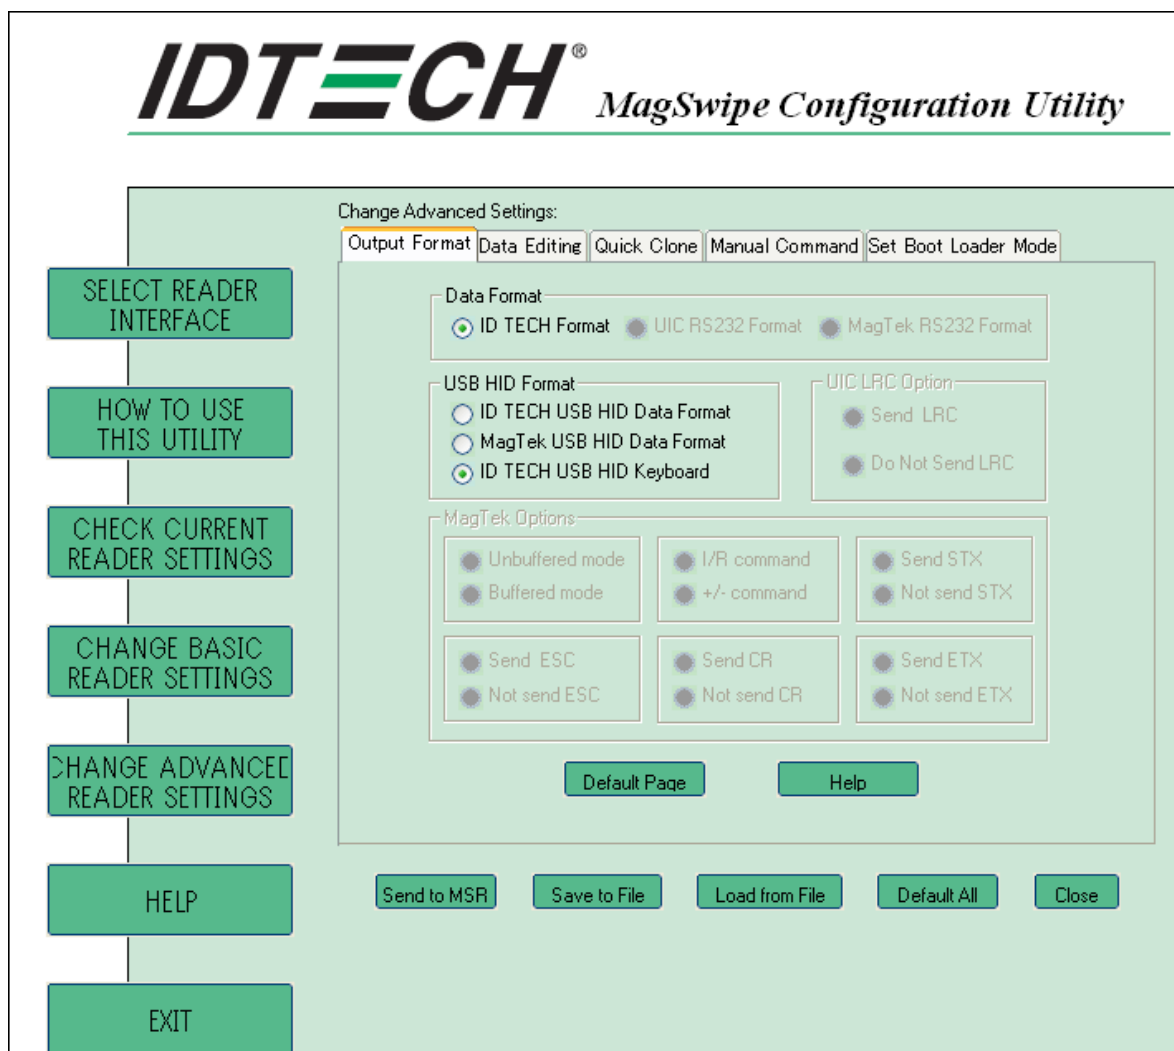 IDTECH®
MagSwipe Configuration Utility
Change Advanced Settings:
Output Format Data Editing Quick Clone Manual Command Set Boot Loader Mode
SELECT READER
INTERFACE
HOW TO USE
THIS UTILITY
CHECK CURRENT
READER SETTINGS
CHANGE BASIC
READER SETTINGS
CHANGE ADVANCED
READER SETTINGS
HELP
EXIT
Data Format
ID TECH Format UIC RS232 Format MagTek RS232 Format
USB HID Format
ID TECH USB HID Data Format
MagTek USB HID Data Format
ID TECH USB HID Keyboard
UIC LRC Option
Send LRC
Do Not Send LRC
MagTek Options
Unbuffered mode
Buffered mode
I/R command
+/- command
Send STX
Not send STX
Send ESC
Not send ESC
Send CR
Not send CR
Send ETX
Not send ETX
Default Page Help
Send to MSR Save to File Load from File Default All Close